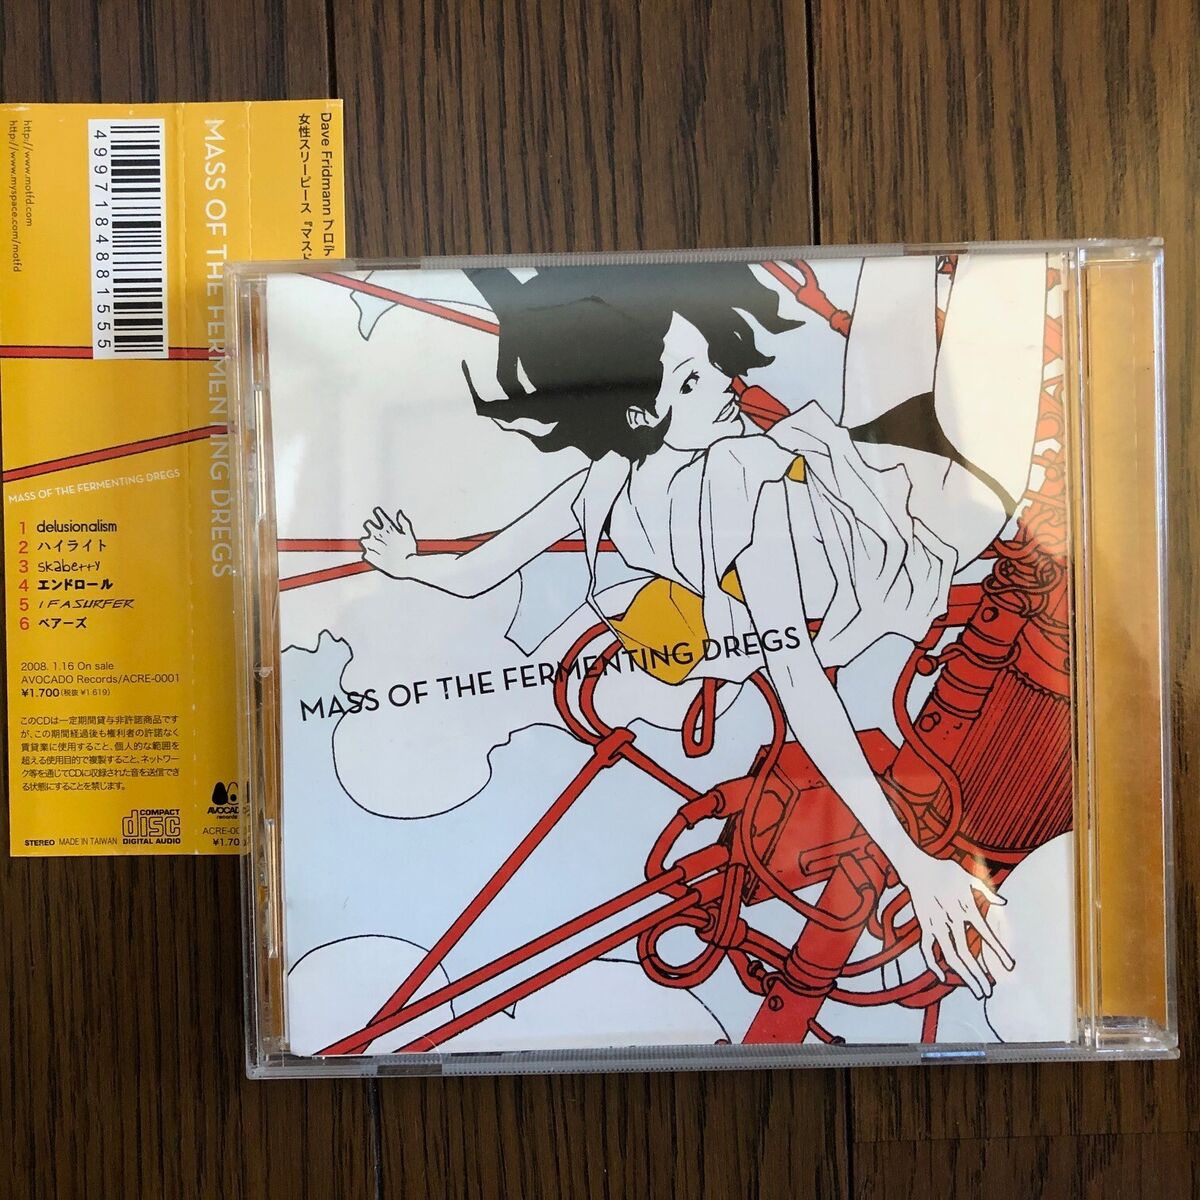 Dave Fridmann プロデ
女性スリーピース『マスド
MASS OF THE FERMENTING DREGS
4997184881555
http://www.motfd.com
http://www.myspace.com/motfd
MASS OF THE FERMENTING DREGS
1 delusionalism
2 ハイライト
3 skaberry
4 エンドロール
5 I F A SURFER
6 ベアーズ
2008. 1.16 On sale
AVOCADO Records/ACRE-0001
¥1.700(税抜 ¥1.619)
このCDは一定期間貸与非許諾商品です
が、この期間経過後も権利者の許諾なく
賃貸業に使用すること、個人的な範囲を
超える使用目的で複製すること、ネットワー
ク等を通じてCDに収録された音を送信でき
る状態にすることを禁じます。
COMPACT
disc
DIGITAL AUDIO
STEREO MADE IN TAIWAN
AVOCADO
records
ACRE-00
¥1.70
MASS OF THE FERMENTING DREGS